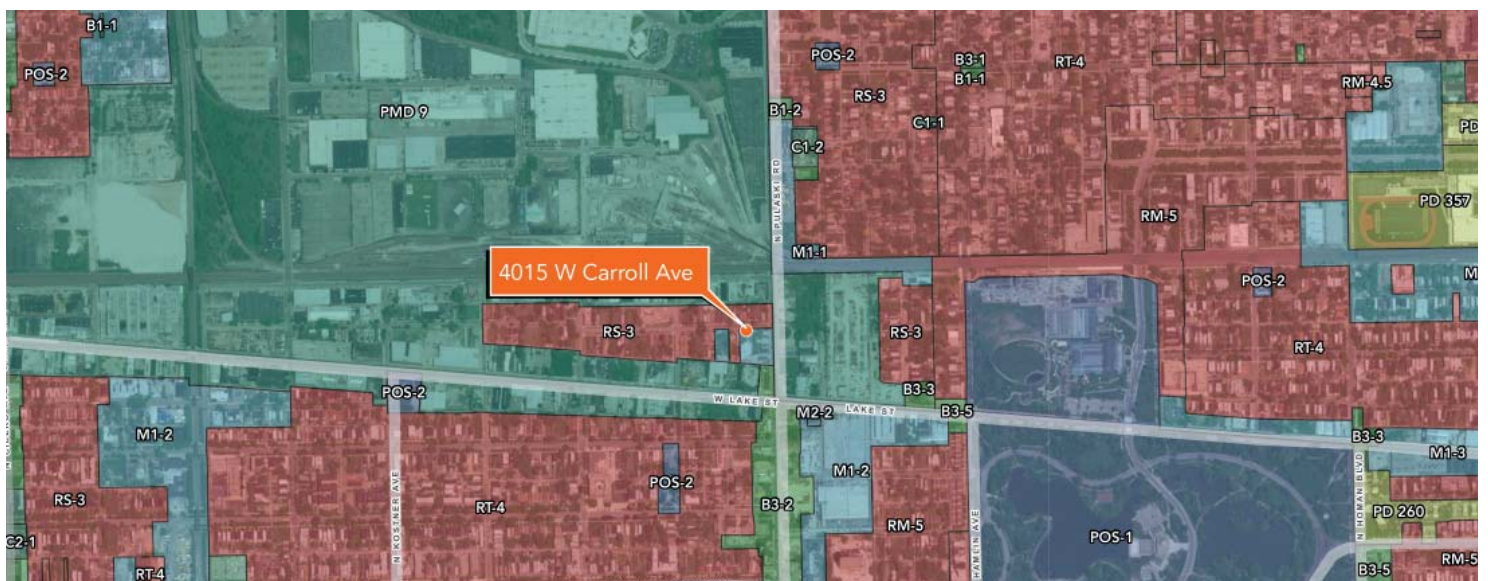 B1-1
POS-2
PMD 9
POS-2
B3-1
B1-1
RT-4
RS-3
RM-4.5
B1-2
C1-1
C1-2
PD
PD 357
RM-5
N PULASKI RD
M1-1
4015 W Carroll Ave
POS-2
M
RS-3
RS-3
RT-4
POS-2
B3-3
W LAKE ST
LAKE ST
M2-2
B3-5
B3-3
M1-2
M1-2
M1-3
N KOSTNER AVE
POS-2
RS-3
RT-4
B3-2
RM-5
HAMLIN AVE
POS-1
N HOMAN BLVD
PD 260
C2-1
RT-4
B3-5
RM-5